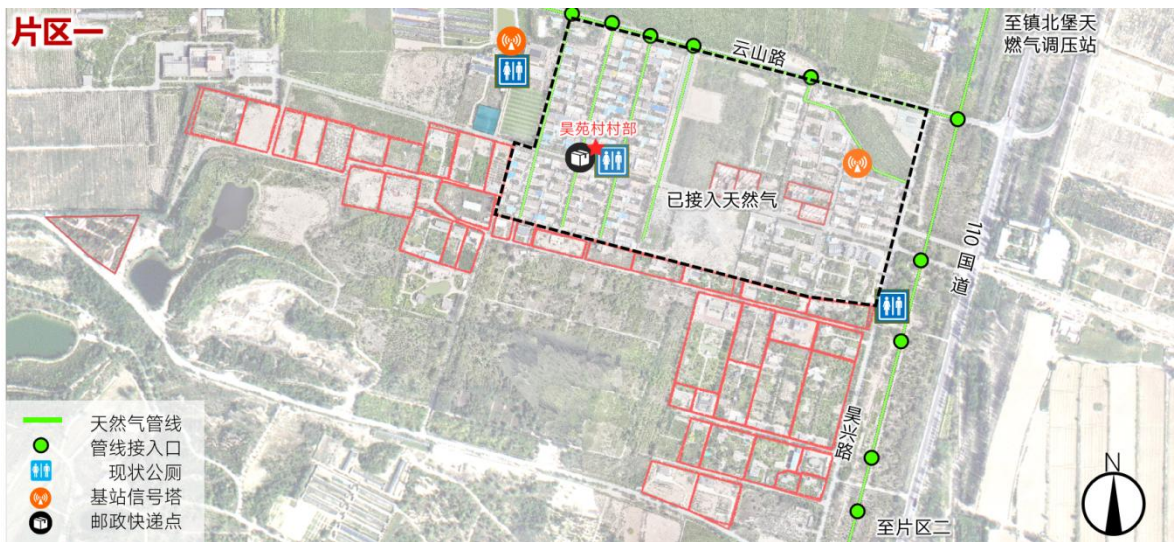 片区一
至镇北堡天
燃气调压站
云山路
昊苑村村部
已接入天然气
110国道
昊兴路
天然气管线
管线接入口
现状公厕
基站信号塔
邮政快递点
N
至片区二